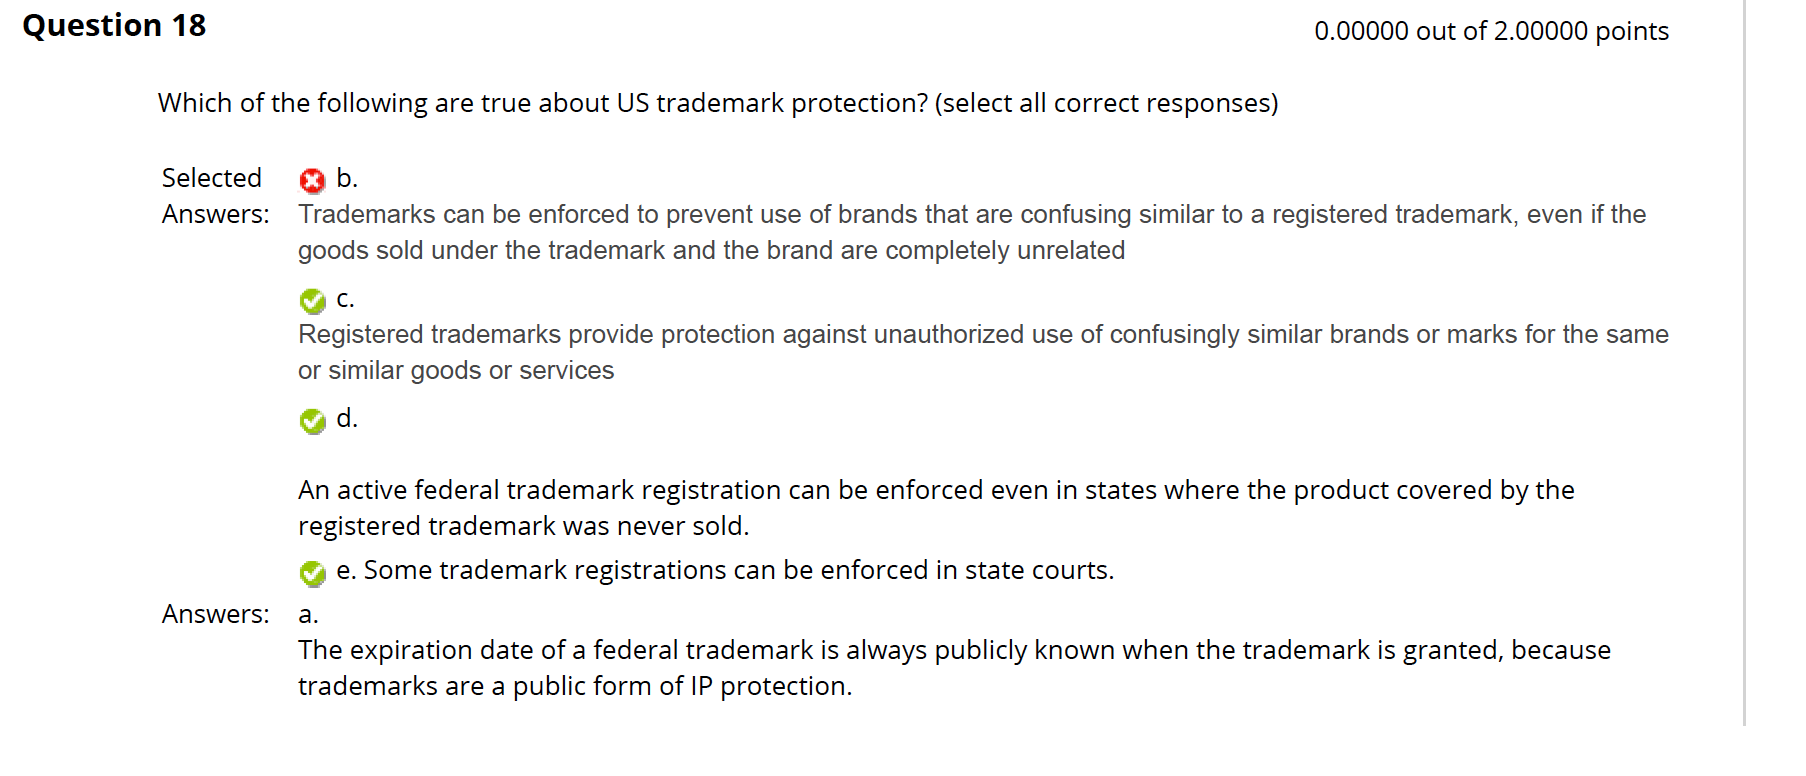 Question 18
0.00000 out of 2.00000 points
Which of the following are true about US trademark protection? (select all correct responses)
Selected
Answers:
b.
Trademarks can be enforced to prevent use of brands that are confusing similar to a registered trademark, even if the
goods sold under the trademark and the brand are completely unrelated
c.
Registered trademarks provide protection against unauthorized use of confusingly similar brands or marks for the same
or similar goods or services
d.
An active federal trademark registration can be enforced even in states where the product covered by the
registered trademark was never sold.
e. Some trademark registrations can be enforced in state courts.
Answers:
a.
The expiration date of a federal trademark is always publicly known when the trademark is granted, because
trademarks are a public form of IP protection.